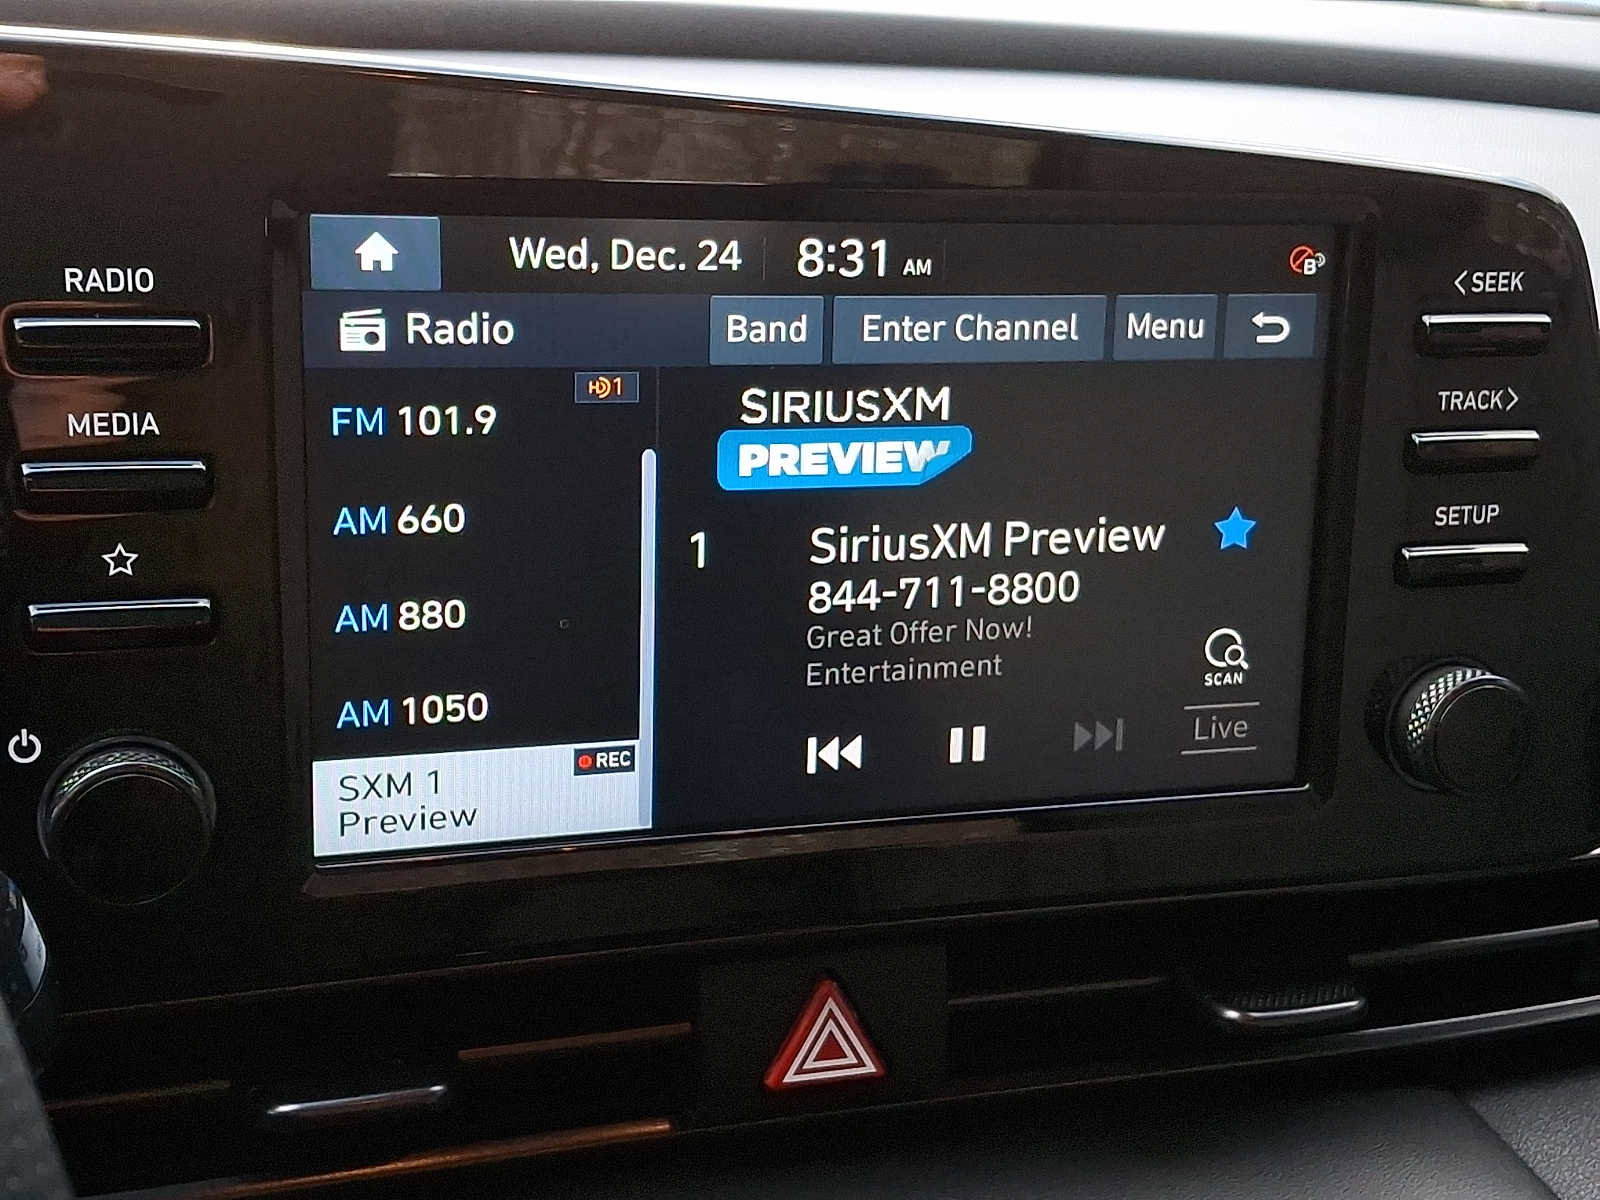 RADIO
MEDIA
Wed, Dec. 24 8:31 AM
B
Radio
Band
Enter Channel
Menu
HD 1
FM 101.9
AM 660
AM 880
AM 1050
REC
SXM 1
Preview
SIRIUSXM
PREVIEW
1
SiriusXM Preview
844-711-8800
Great Offer Now!
Entertainment
SCAN
Live
<SEEK
TRACK>
SETUP